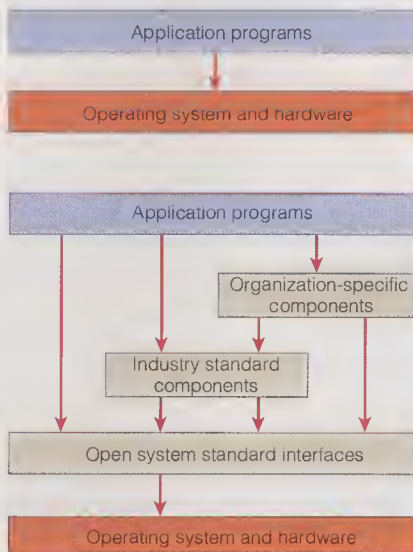 Application programs
Operating system and hardware
Application programs
Organization-specific
components
Industry standard
components
Open system standard interfaces
Operating system and hardware